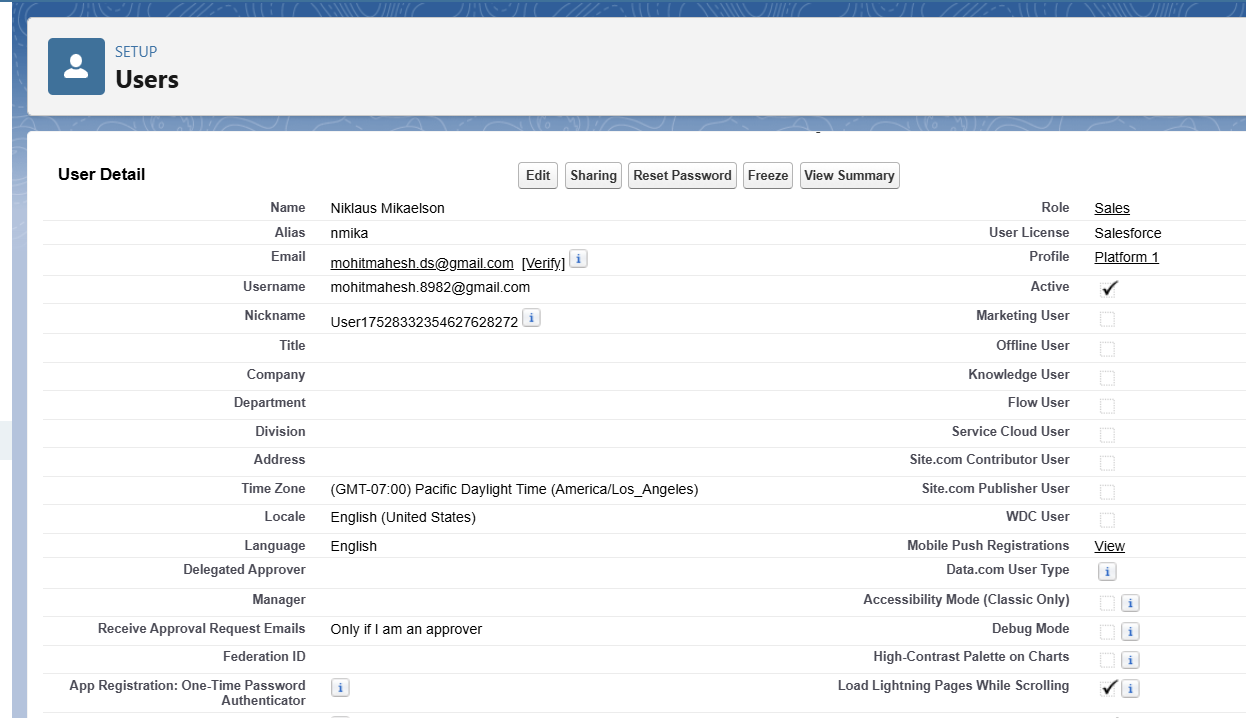 SETUP
Users
User Detail
Edit Sharing Reset Password Freeze View Summary
Name Niklaus Mikaelson Role Sales
Alias nmika User License Salesforce
Email mohitmahesh.ds@gmail.com [Verify] i Profile Platform 1
Username mohitmahesh.8982@gmail.com Active
Nickname User17528332354627628272 i Marketing User
Title Offline User
Company Knowledge User
Department Flow User
Division Service Cloud User
Address Site.com Contributor User
Time Zone (GMT-07:00) Pacific Daylight Time (America/Los_Angeles) Site.com Publisher User
Locale English (United States) WDC User
Language English Mobile Push Registrations View
Delegated Approver Data.com User Type i
Manager Accessibility Mode (Classic Only) i
Receive Approval Request Emails Only if I am an approver Debug Mode i
Federation ID High-Contrast Palette on Charts i
App Registration: One-Time Password i Load Lightning Pages While Scrolling i
Authenticator